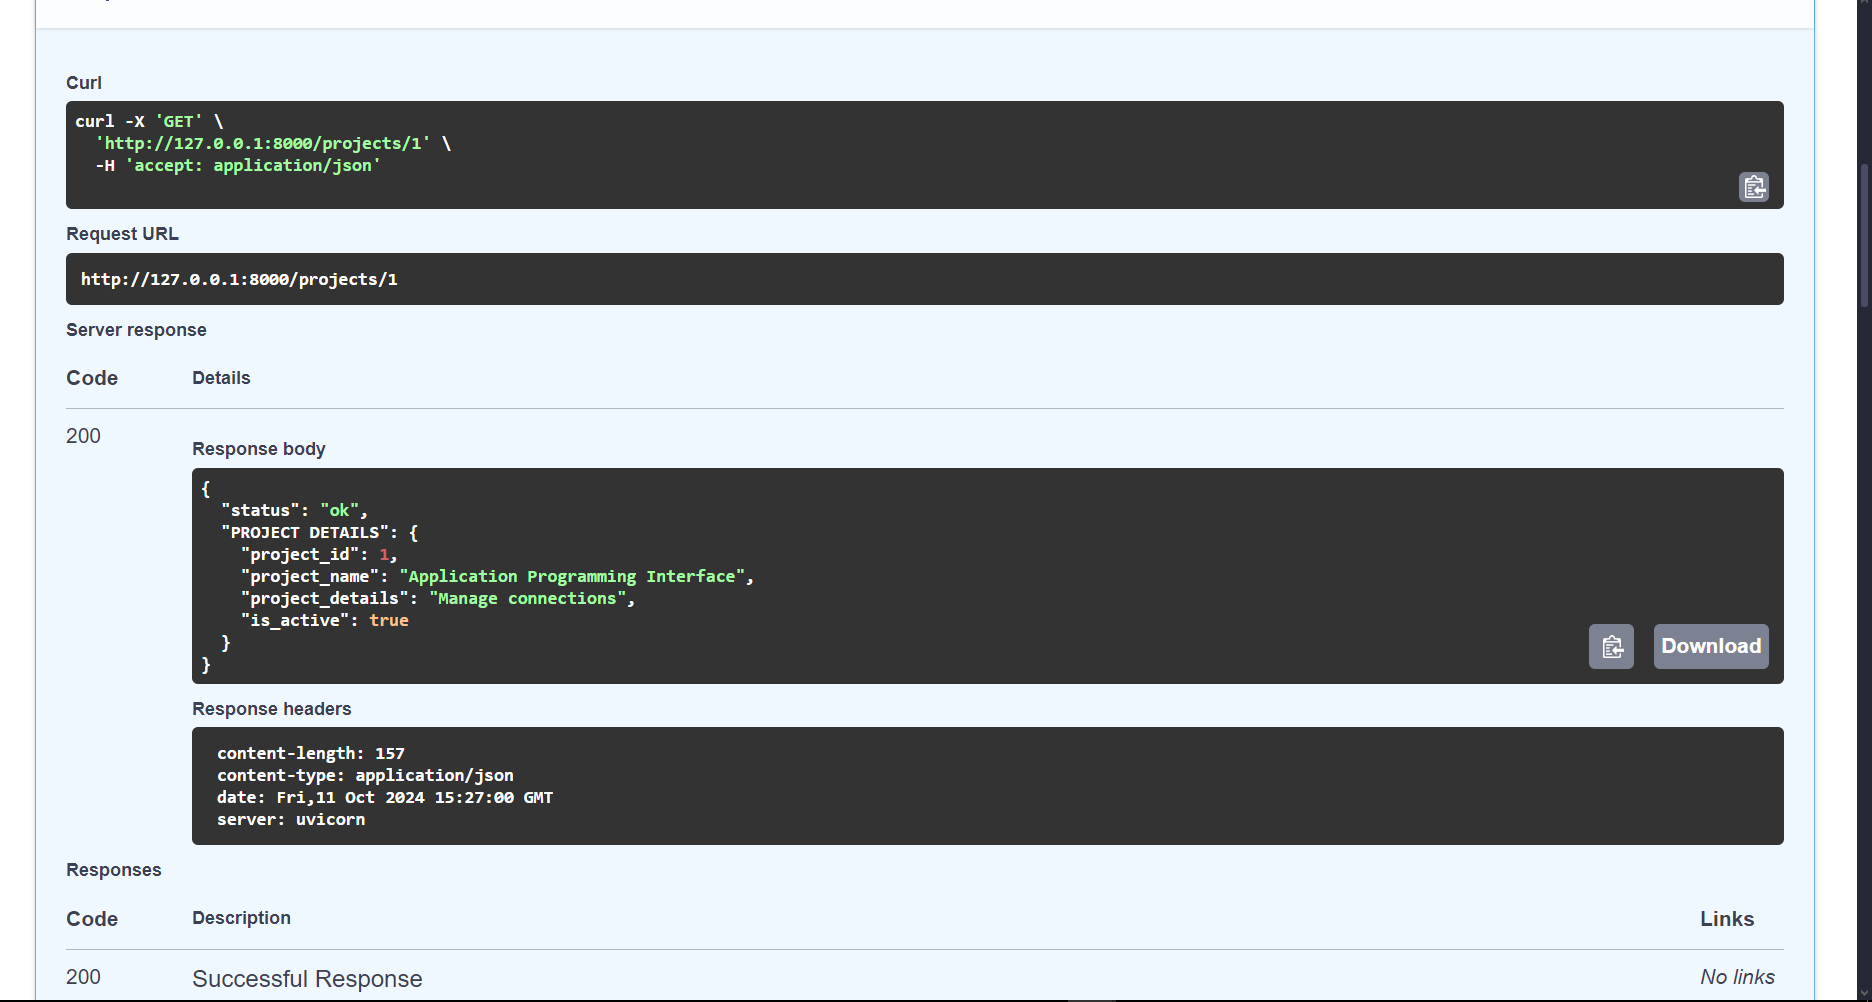 Curl
curl -X 'GET' \
  'http://127.0.0.1:8000/projects/1' \
  -H 'accept: application/json'
Request URL
http://127.0.0.1:8000/projects/1
Server response
Code Details
200
Response body
{
  "status": "ok",
  "PROJECT DETAILS": {
    "project_id": 1,
    "project_name": "Application Programming Interface",
    "project_details": "Manage connections",
    "is_active": true
  }
}
Download
Response headers
content-length: 157
content-type: application/json
date: Fri,11 Oct 2024 15:27:00 GMT
server: uvicorn
Responses
Code Description Links
200 Successful Response No links